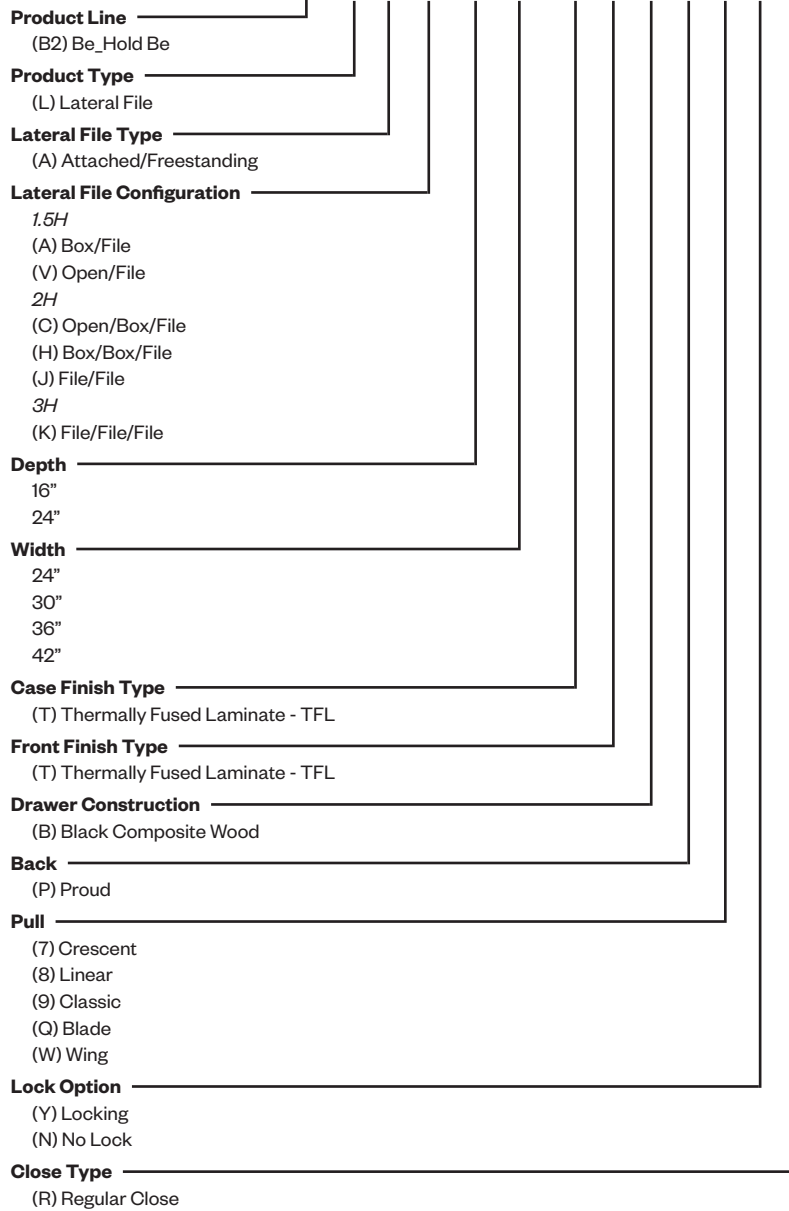 Product Line
(B2) Be_Hold Be
Product Type
(L) Lateral File
Lateral File Type
(A) Attached/Freestanding
Lateral File Configuration
1.5H
(A) Box/File
(V) Open/File
2H
(C) Open/Box/File
(H) Box/Box/File
(J) File/File
3H
(K) File/File/File
Depth
16”
24”
Width
24”
30”
36”
42”
Case Finish Type
(T) Thermally Fused Laminate - TFL
Front Finish Type
(T) Thermally Fused Laminate - TFL
Drawer Construction
(B) Black Composite Wood
Back
(P) Proud
Pull
(7) Crescent
(8) Linear
(9) Classic
(Q) Blade
(W) Wing
Lock Option
(Y) Locking
(N) No Lock
Close Type
(R) Regular Close